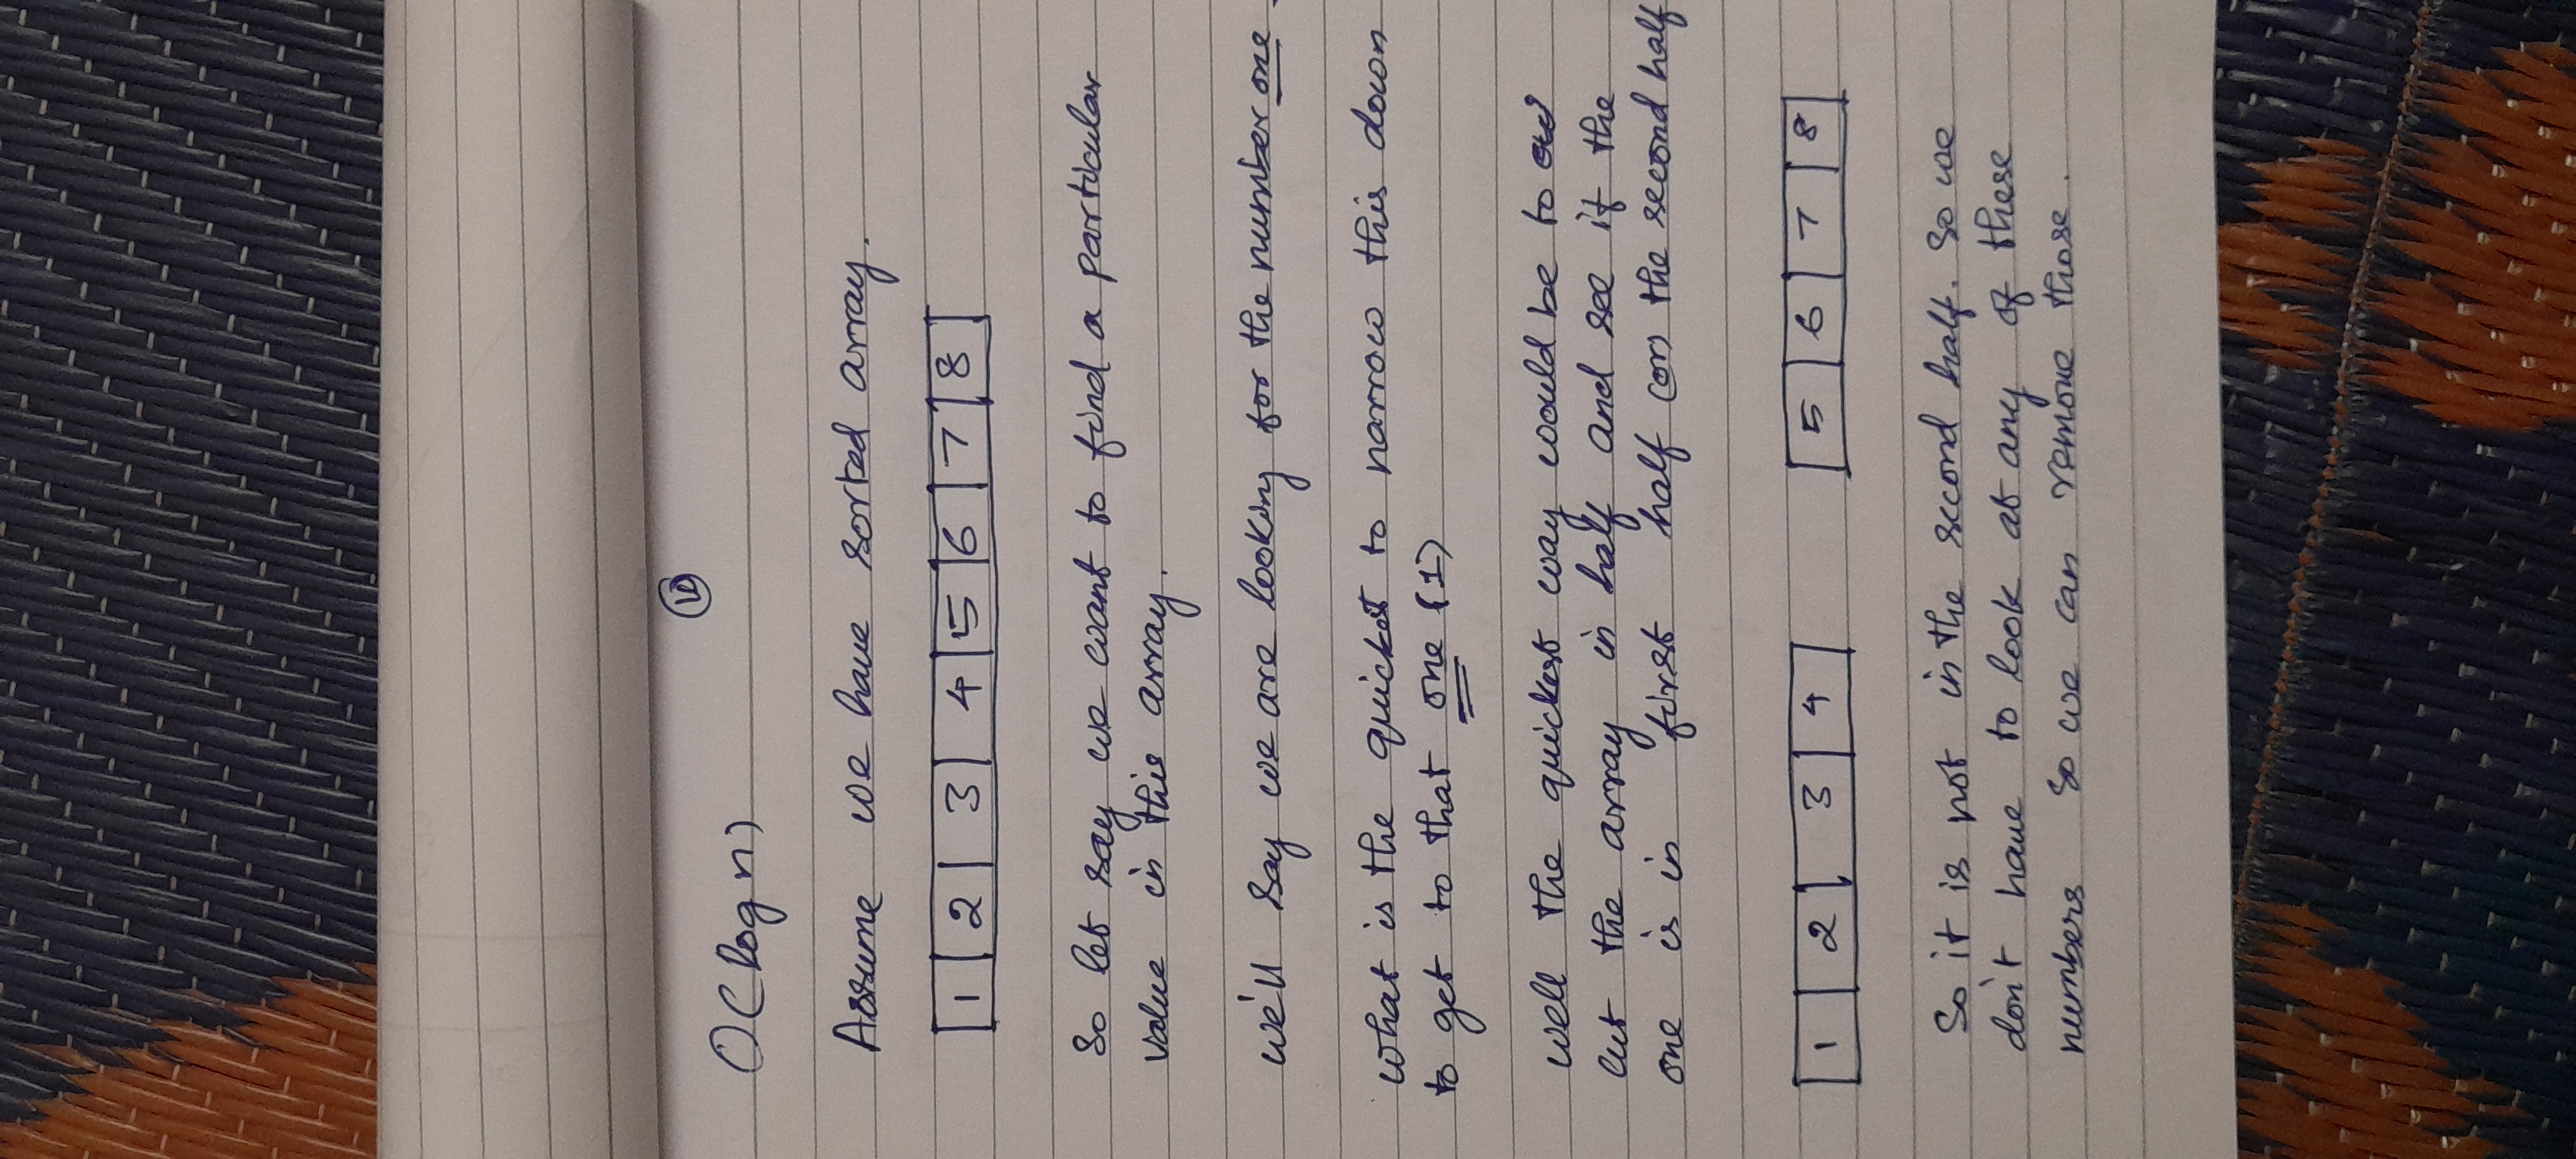 10
O(log n)
Assume we have sorted array.
1 2 3 4 5 6 7 8
So let say we want to find a particular
value in this array.
we'll say we are looking for the number one.
what is the quickest to narrow this down
to get to that one (1)
well the quickest way would be to
cut the array in half and see if the
one is in first half (or) the second half
1 2 3 4 5 6 7 8
So it is not in the second half. So we
don't have to look at any of these
numbers So we can remove those.